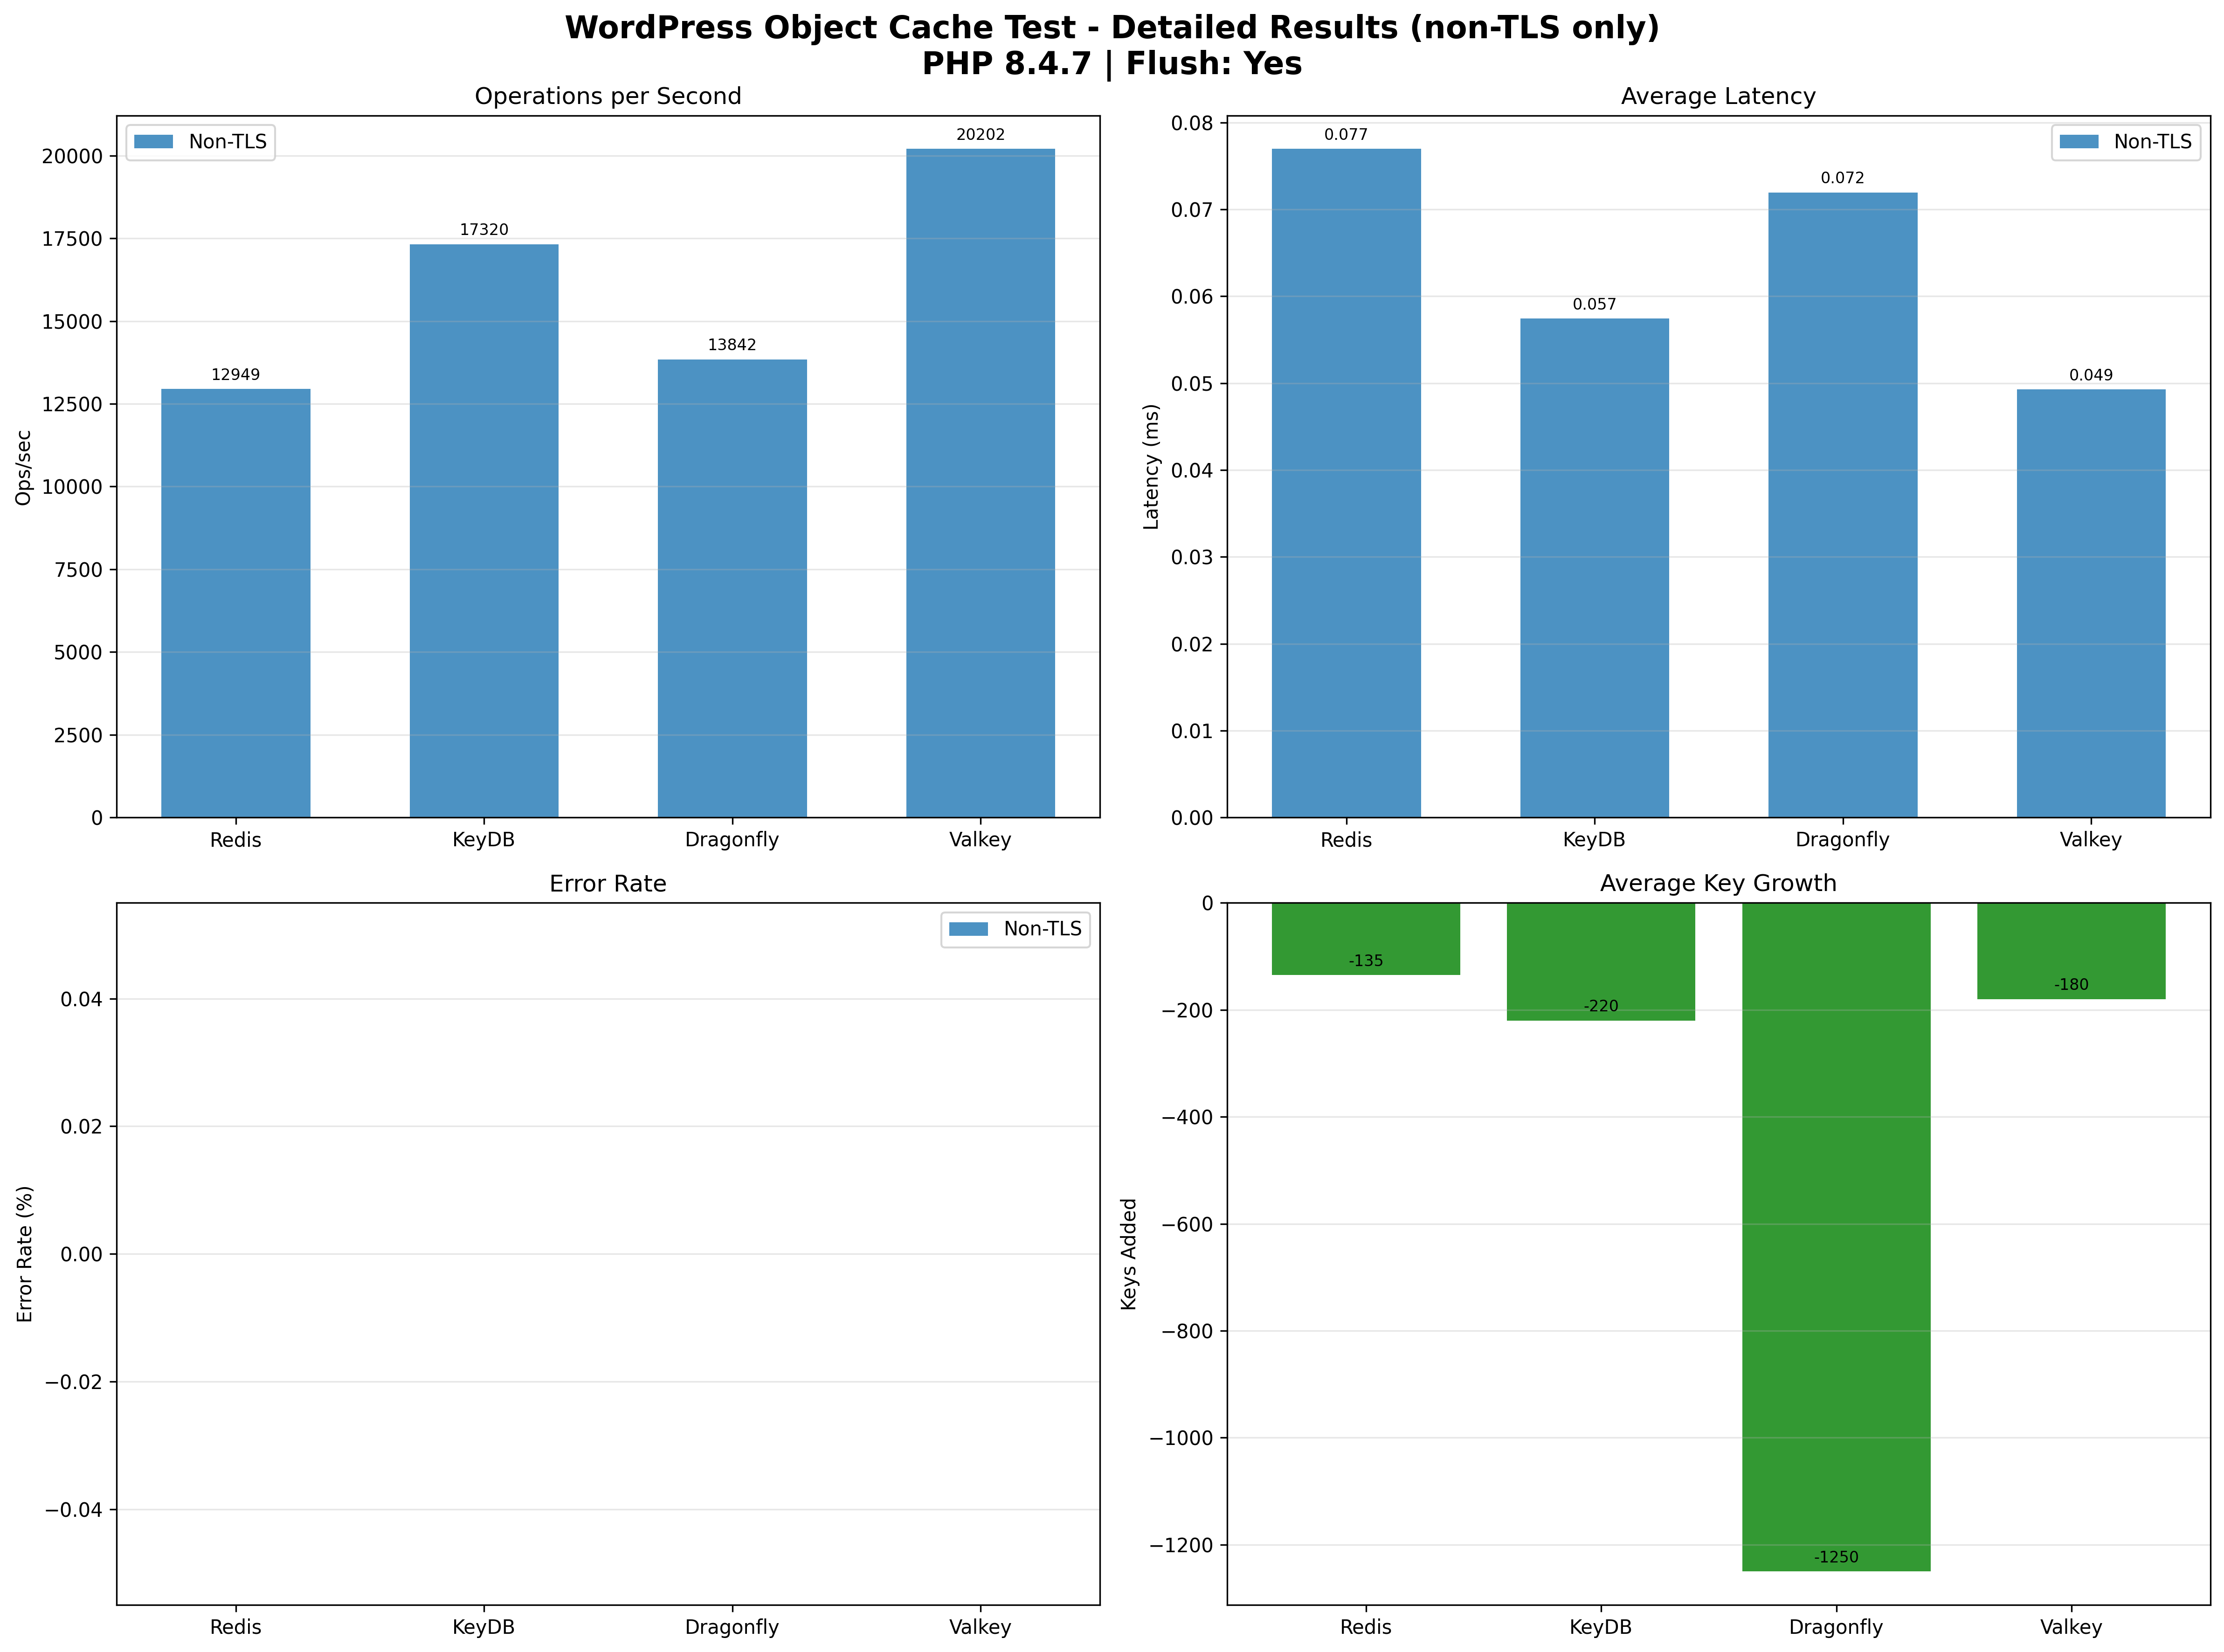 WordPress Object Cache Test - Detailed Results (non-TLS only)
PHP 8.4.7 | Flush: Yes
Operations per Second
Non-TLS
Ops/sec
20000
17500
15000
12500
10000
7500
5000
2500
0
12949
17320
13842
20202
Redis
KeyDB
Dragonfly
Valkey
Average Latency
Non-TLS
Latency (ms)
0.08
0.07
0.06
0.05
0.04
0.03
0.02
0.01
0.00
0.077
0.057
0.072
0.049
Redis
KeyDB
Dragonfly
Valkey
Error Rate
Non-TLS
Error Rate (%)
0.04
0.02
0.00
−0.02
−0.04
Redis
KeyDB
Dragonfly
Valkey
Average Key Growth
Keys Added
0
−200
−400
−600
−800
−1000
−1200
-135
-220
-1250
-180
Redis
KeyDB
Dragonfly
Valkey